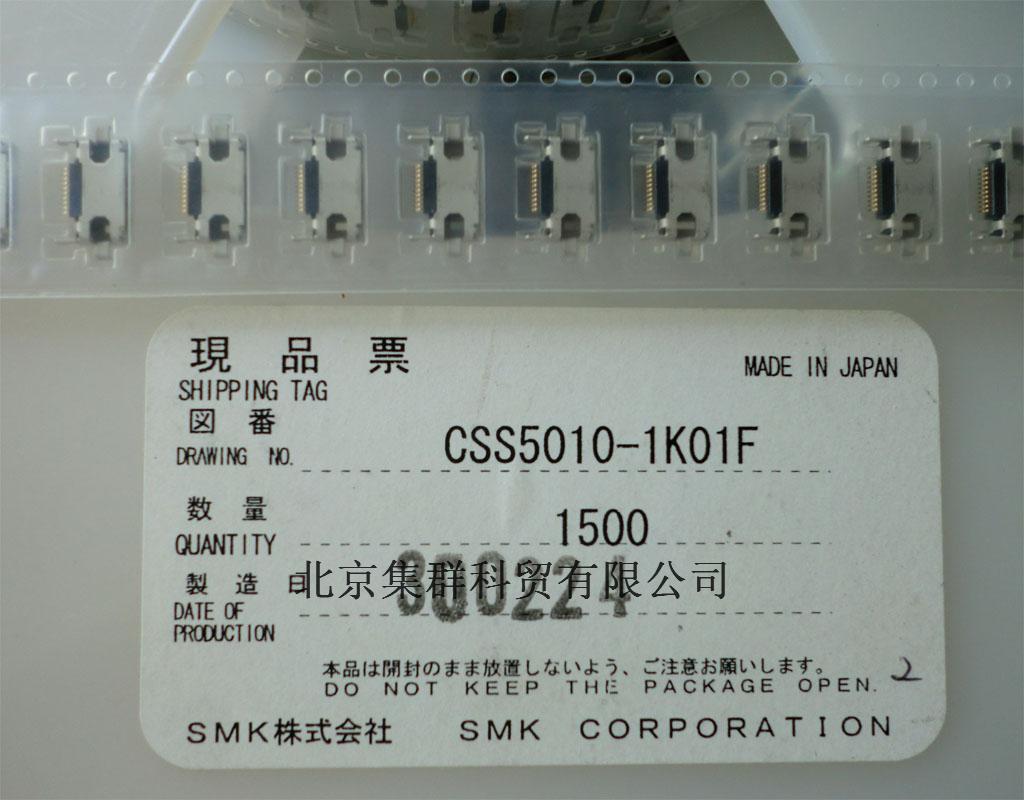 現品票
MADE IN JAPAN
SHIPPING TAG
図番
DRAWING NO.
CSS5010-1K01F
数量
QUANTITY
1500
製造日
北京集群科贸有限公司
DATE OF
PRODUCTION
本品は開封のまま放置しないよう、ご注意お願いします。
DO NOT KEEP THE PACKAGE OPEN.
2
SMK株式会社 SMK CORPORATION